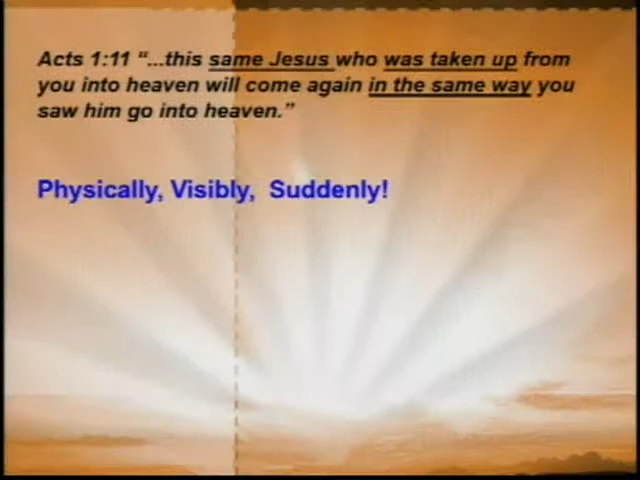 Acts 1:11 “...this same Jesus who was taken up from
you into heaven will come again in the same way you
saw him go into heaven.”
Physically, Visibly,  Suddenly!